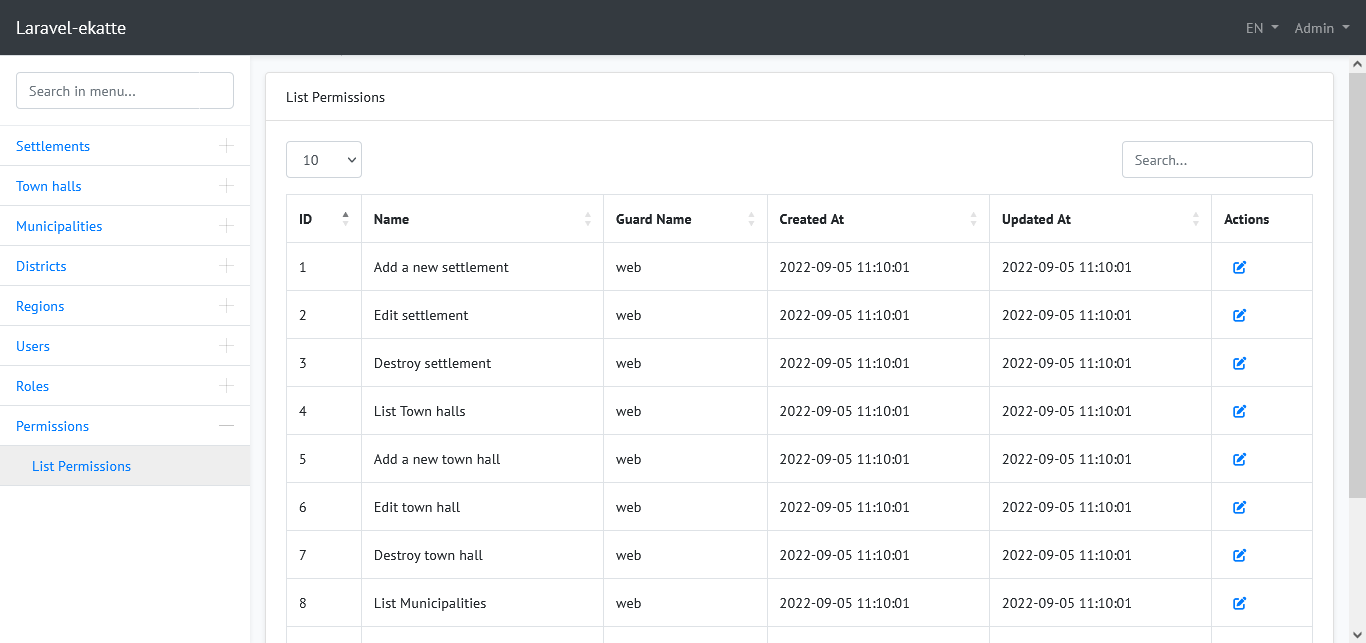 Laravel-ekatte
EN
Admin
Search in menu...
Settlements
Town halls
Municipalities
Districts
Regions
Users
Roles
Permissions
List Permissions
List Permissions
10
Search...
ID Name Guard Name Created At Updated At Actions
1 Add a new settlement web 2022-09-05 11:10:01 2022-09-05 11:10:01
2 Edit settlement web 2022-09-05 11:10:01 2022-09-05 11:10:01
3 Destroy settlement web 2022-09-05 11:10:01 2022-09-05 11:10:01
4 List Town halls web 2022-09-05 11:10:01 2022-09-05 11:10:01
5 Add a new town hall web 2022-09-05 11:10:01 2022-09-05 11:10:01
6 Edit town hall web 2022-09-05 11:10:01 2022-09-05 11:10:01
7 Destroy town hall web 2022-09-05 11:10:01 2022-09-05 11:10:01
8 List Municipalities web 2022-09-05 11:10:01 2022-09-05 11:10:01